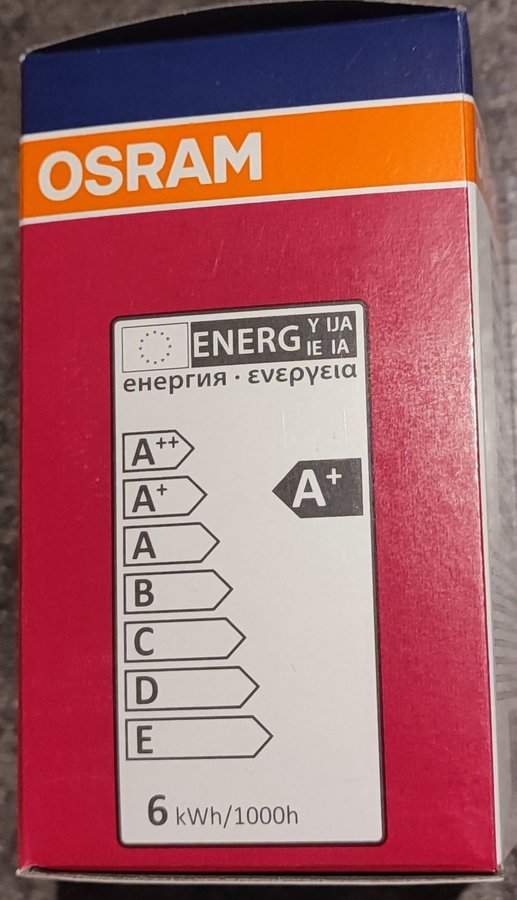 OSRAM
ENERG Y IJA
IE IA
енергия · ενεργεια
A++
A+
A+
A
B
C
D
E
6 kWh/1000h